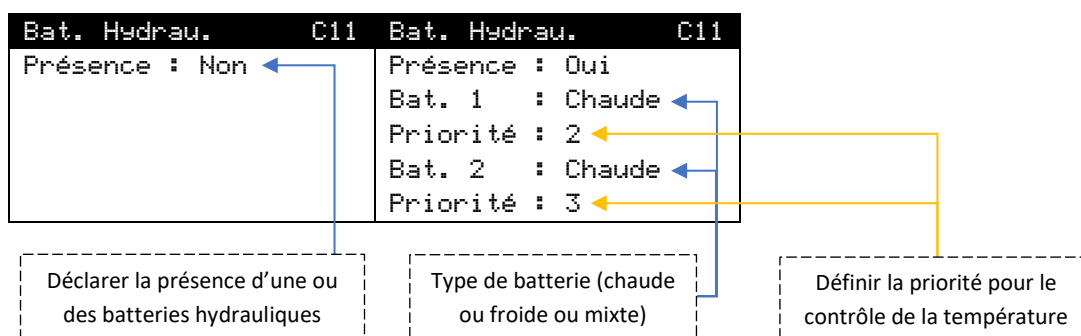 Bat. Hydrau. C11
Présence : Non
Bat. Hydrau. C11
Présence : Oui
Bat. 1 : Chaude
Priorité : 2
Bat. 2 : Chaude
Priorité : 3
Déclarer la présence d’une ou
des batteries hydrauliques
Type de batterie (chaude
ou froide ou mixte)
Définir la priorité pour le
contrôle de la température